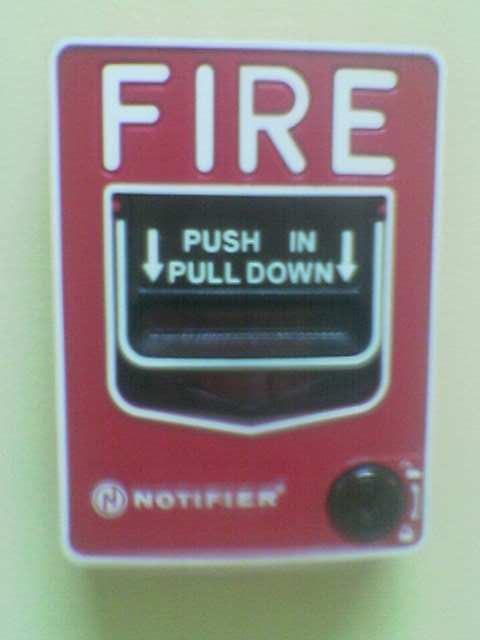 FIRE
PUSH IN
PULL DOWN
NOTIFIER®